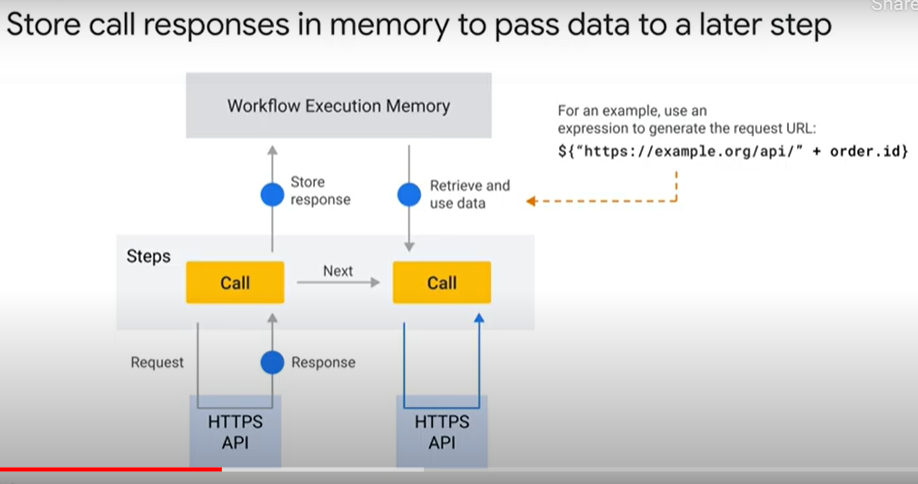 Share
Store call responses in memory to pass data to a later step
Workflow Execution Memory
For an example, use an
expression to generate the request URL:
${“https://example.org/api/” + order.id}
Store
response
Retrieve and
use data
Steps
Call
Next
Call
Request
Response
HTTPS
API
HTTPS
API